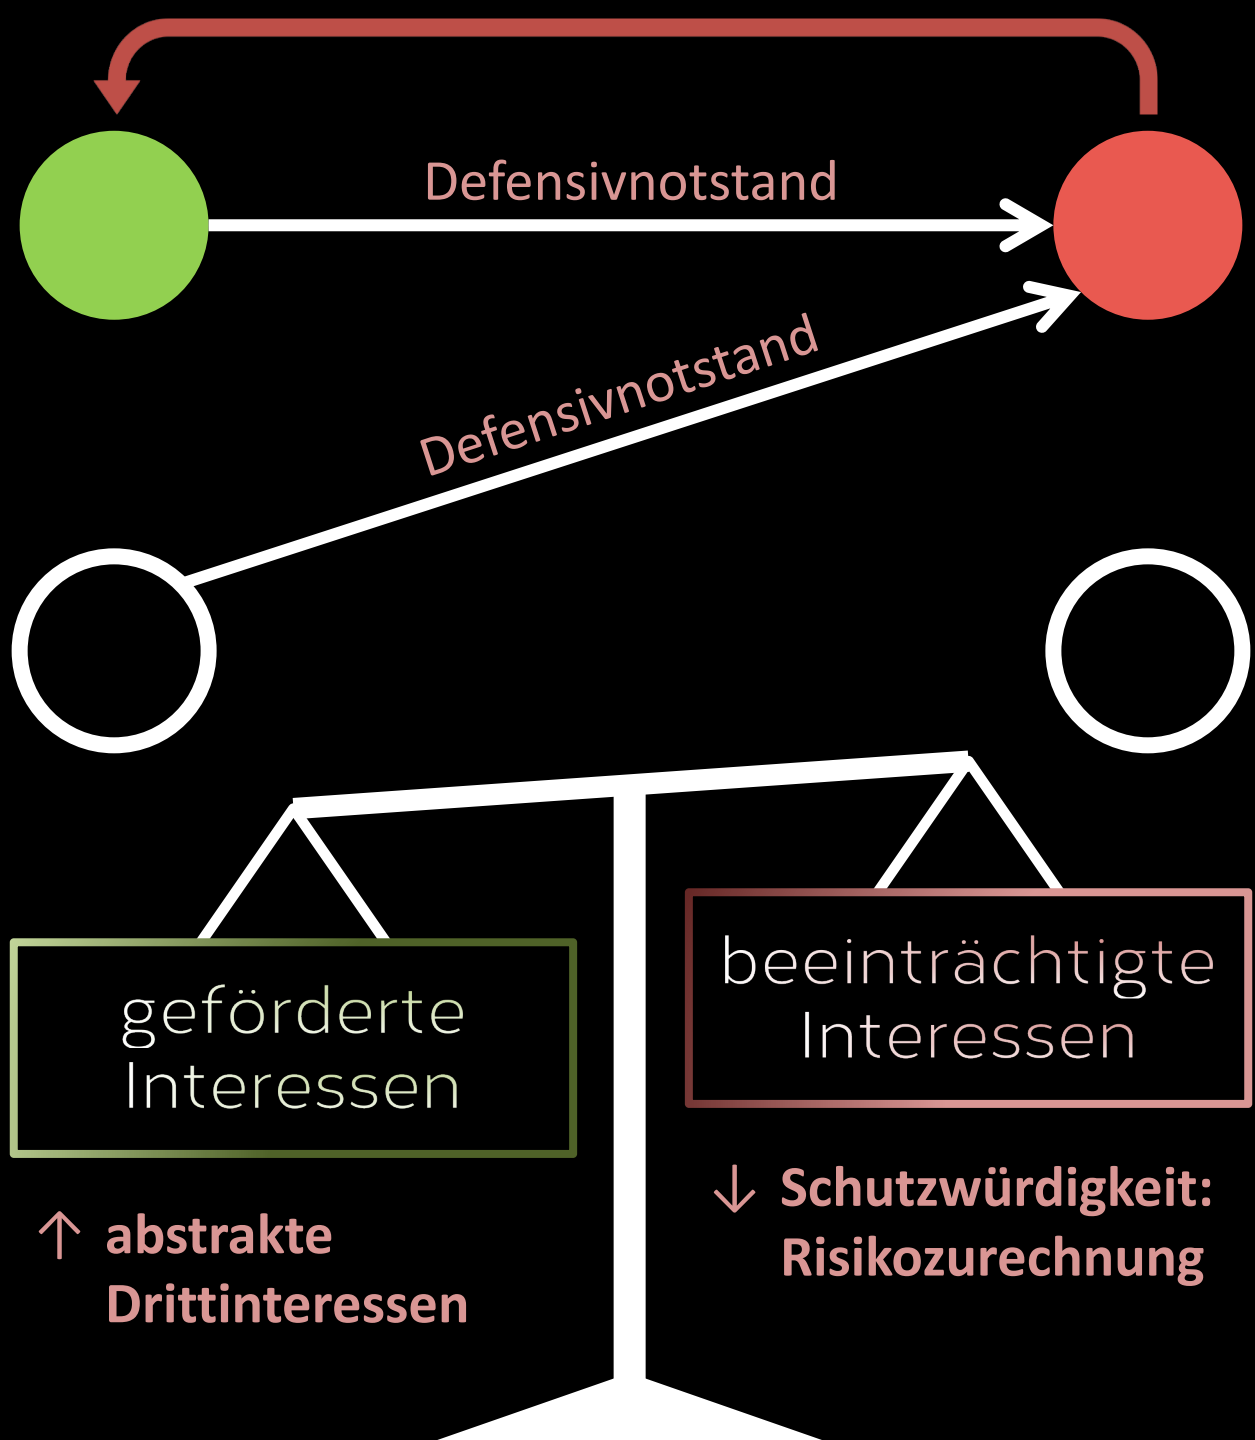 Defensivnotstand
Defensivnotstand
geförderte
Interessen
beeinträchtigte
Interessen
↑ abstrakte
Drittinteressen
↓ Schutzwürdigkeit:
Risikozurechnung